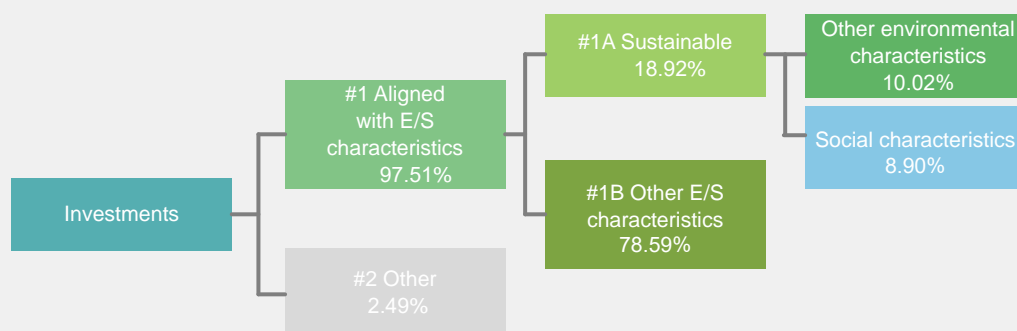 Investments
#1 Aligned
with E/S
characteristics
97.51%
#2 Other
2.49%
#1A Sustainable
18.92%
#1B Other E/S
characteristics
78.59%
Other environmental
characteristics
10.02%
Social characteristics
8.90%